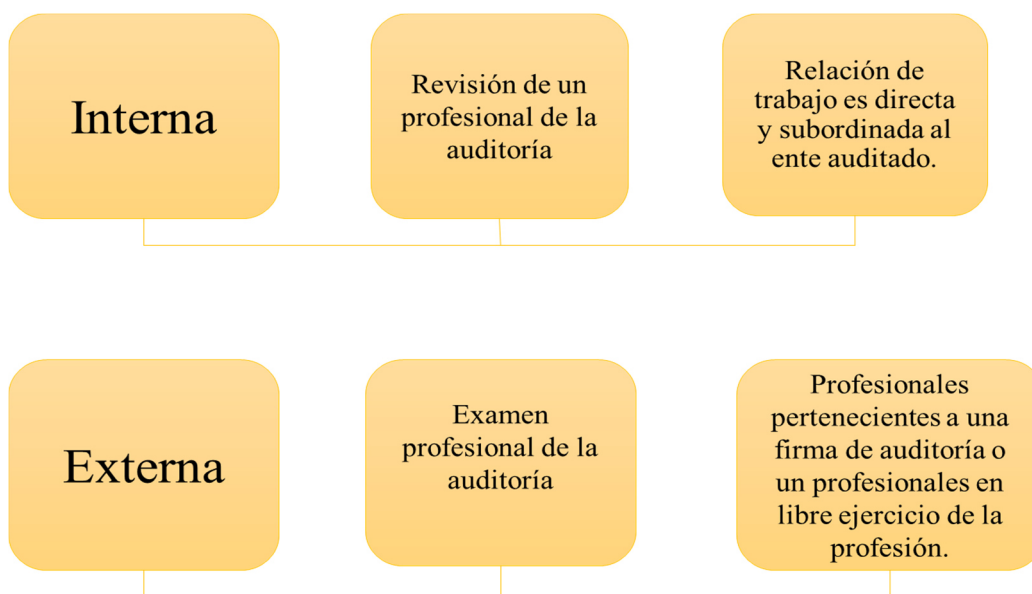 Interna
Revisión de un
profesional de la
auditoría
Relación de
trabajo es directa
y subordinada al
ente auditado.
Externa
Examen
profesional de la
auditoría
Profesionales
pertenecientes a una
firma de auditoría o
un profesionales en
libre ejercicio de la
profesión.